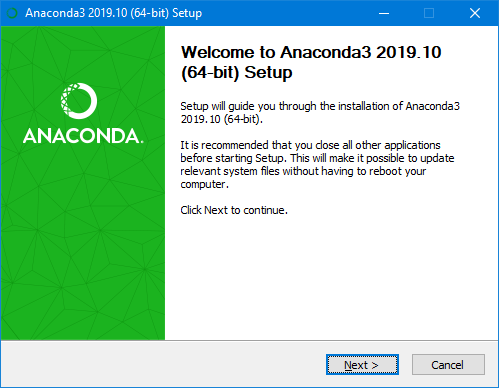 Anaconda3 2019.10 (64-bit) Setup
ANACONDA.
Welcome to Anaconda3 2019.10
(64-bit) Setup
Setup will guide you through the installation of Anaconda3
2019.10 (64-bit).
It is recommended that you close all other applications
before starting Setup. This will make it possible to update
relevant system files without having to reboot your
computer.
Click Next to continue.
Next >
Cancel